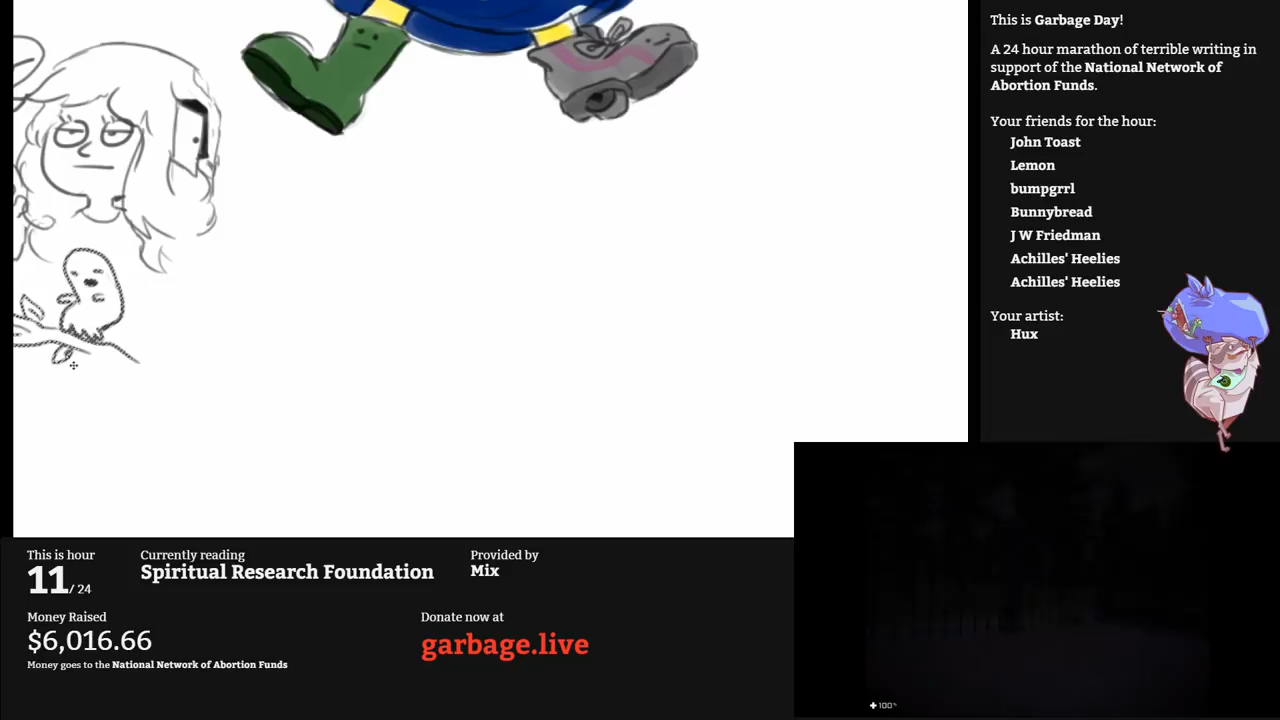 This is Garbage Day!
A 24 hour marathon of terrible writing in
support of the National Network of
Abortion Funds.
Your friends for the hour:
John Toast
Lemon
bumpgrrl
Bunnybread
J W Friedman
Achilles' Heelies
Achilles' Heelies
Your artist:
Hux
This is hour
11 / 24
Currently reading
Spiritual Research Foundation
Provided by
Mix
Money Raised
$6,016.66
Money goes to the National Network of Abortion Funds
Donate now at
garbage.live
100%